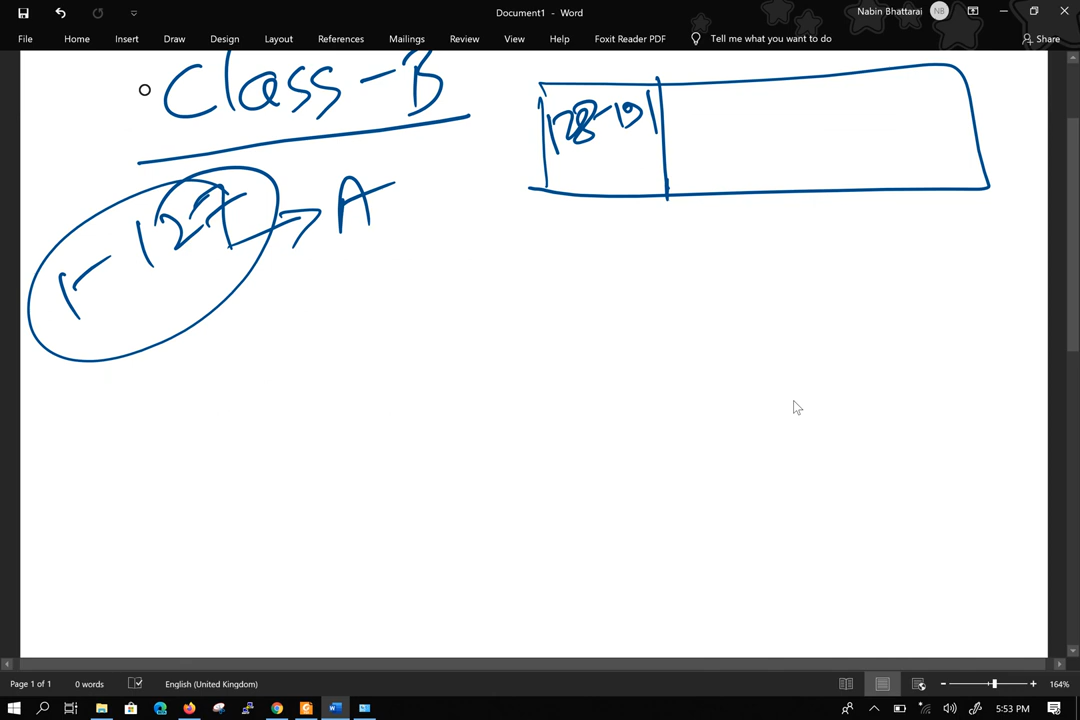 Document1 - Word
Nabin Bhattarai NB
File Home Insert Draw Design Layout References Mailings Review View Help Foxit Reader PDF Tell me what you want to do Share
Class - B
128-191
1- 127 → A
Page 1 of 1 0 words English (United Kingdom) 164%
5:53 PM